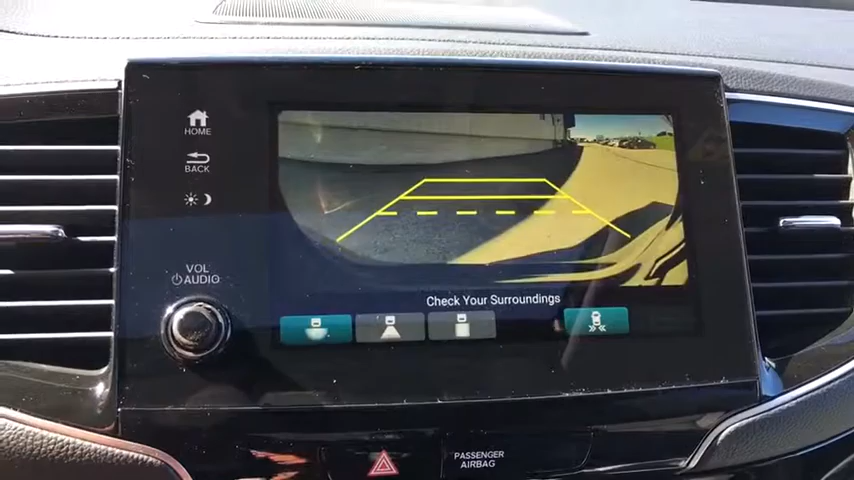 HOME
BACK
VOL
AUDIO
Check Your Surroundings
PASSENGER
AIRBAG